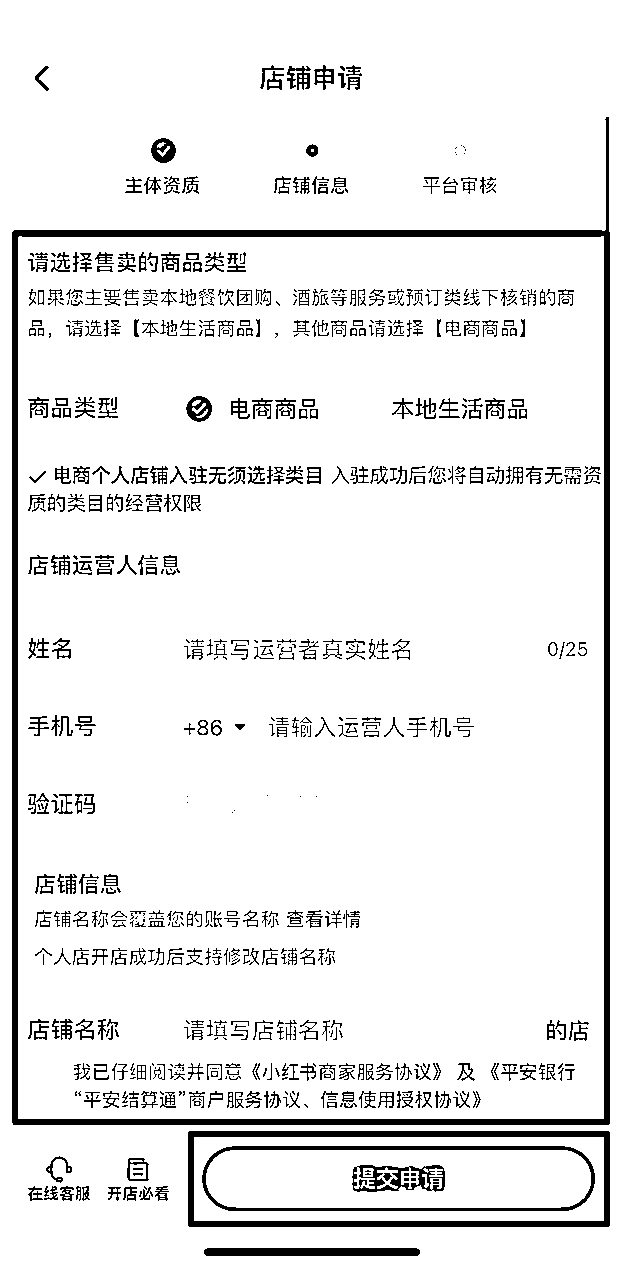 店铺申请
主体资质 店铺信息 平台审核
请选择售卖的商品类型
如果您主要售卖本地餐饮团购、酒旅等服务或预订类线下核销的商
品，请选择【本地生活商品】，其他商品请选择【电商商品】
商品类型 电商商品 本地生活商品
电商个人店铺入驻无须选择类目 入驻成功后您将自动拥有无需资
质的类目的经营权限
店铺运营人信息
姓名 请填写运营者真实姓名 0/25
手机号 +86 请输入运营人手机号
验证码
店铺信息
店铺名称会覆盖您的账号名称 查看详情
个人店开店成功后支持修改店铺名称
店铺名称 请填写店铺名称 的店
我已仔细阅读并同意《小红书商家服务协议》 及 《平安银行
“平安结算通”商户服务协议、信息使用授权协议》
在线客服 开店必看 提交申请